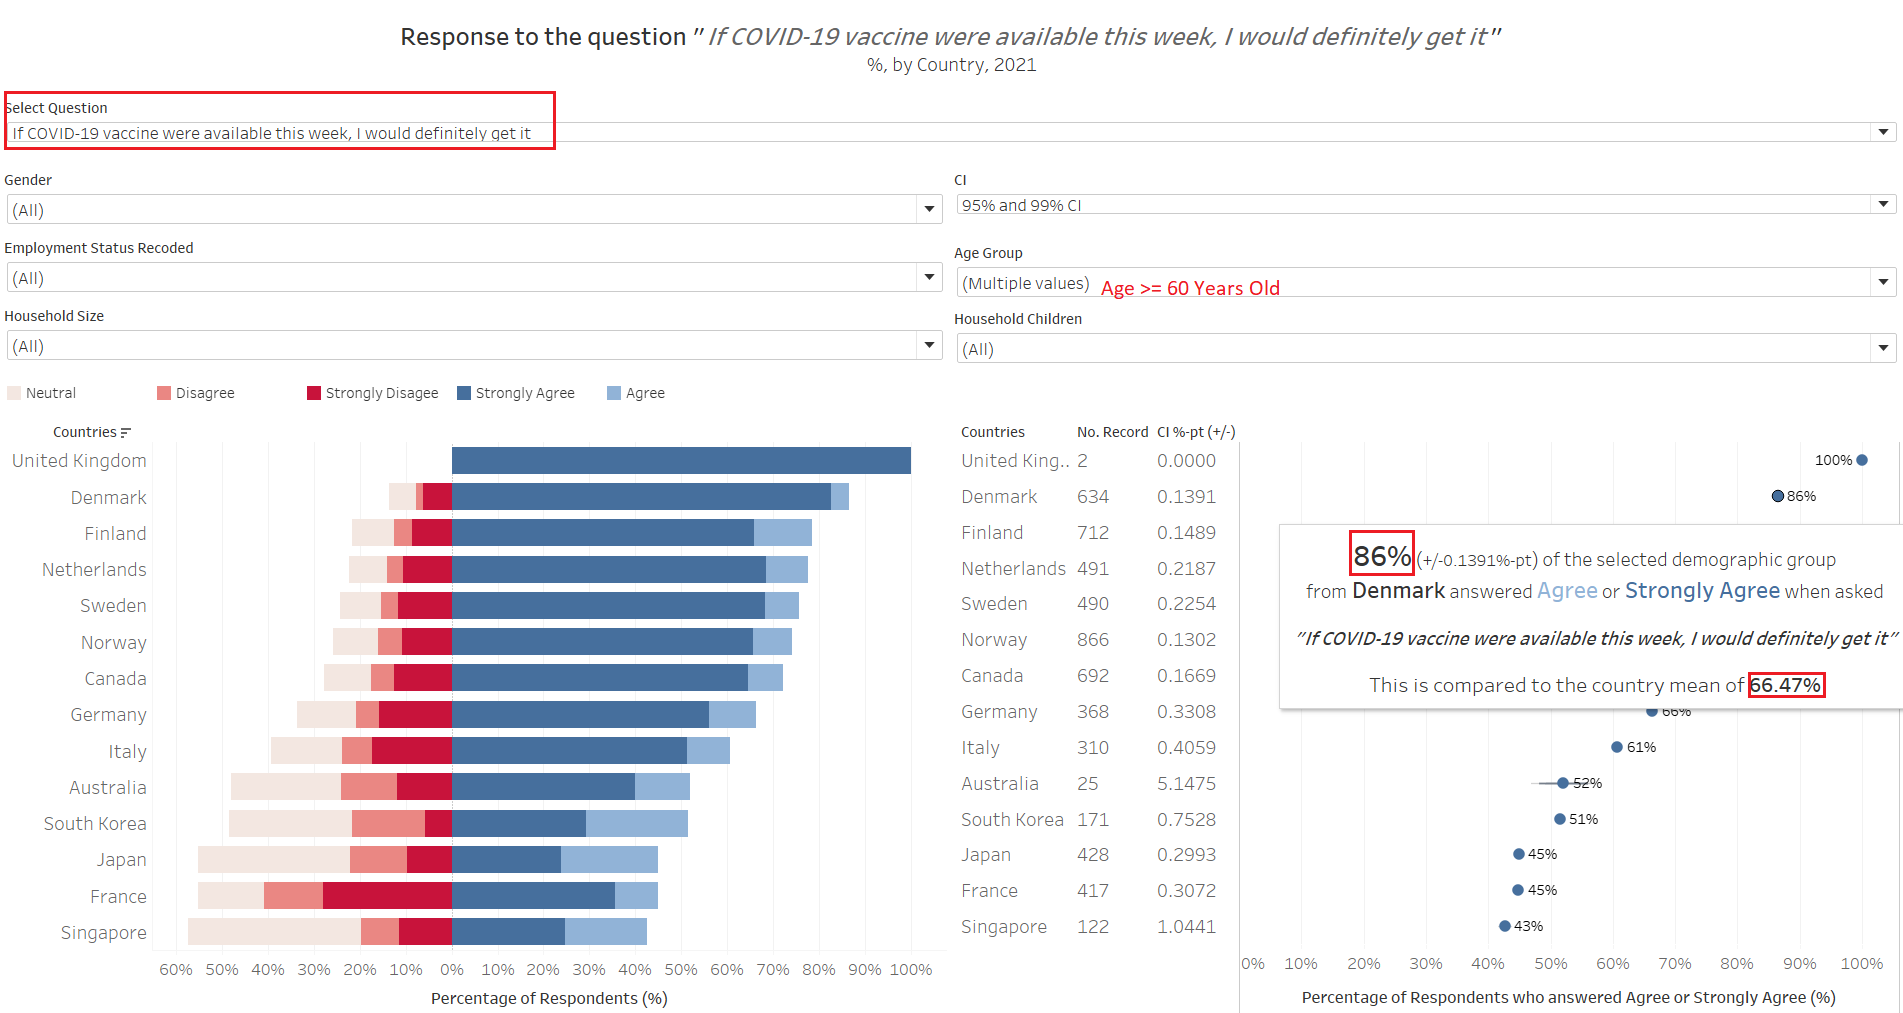 Response to the question " If COVID-19 vaccine were available this week, I would definitely get it"
%, by Country, 2021
Select Question
If COVID-19 vaccine were available this week, I would definitely get it
Gender
(All)
CI
95% and 99% CI
Employment Status Recoded
(All)
Age Group
(Multiple values) Age >= 60 Years Old
Household Size
(All)
Household Children
(All)
Neutral Disagree Strongly Disagee Strongly Agree Agree
Countries
United Kingdom
Denmark
Finland
Netherlands
Sweden
Norway
Canada
Germany
Italy
Australia
South Korea
Japan
France
Singapore
60% 50% 40% 30% 20% 10% 0% 10% 20% 30% 40% 50% 60% 70% 80% 90% 100%
Percentage of Respondents (%)
Countries No. Record CI %-pt (+/-)
United King.. 2 0.0000 100%
Denmark 634 0.1391 86%
Finland 712 0.1489
Netherlands 491 0.2187
Sweden 490 0.2254
Norway 866 0.1302
Canada 692 0.1669
Germany 368 0.3308 66%
Italy 310 0.4059 61%
Australia 25 5.1475 52%
South Korea 171 0.7528 51%
Japan 428 0.2993 45%
France 417 0.3072 45%
Singapore 122 1.0441 43%
86% (+/-0.1391%-pt) of the selected demographic group
from Denmark answered Agree or Strongly Agree when asked
"If COVID-19 vaccine were available this week, I would definitely get it"
This is compared to the country mean of 66.47%
0% 10% 20% 30% 40% 50% 60% 70% 80% 90% 100%
Percentage of Respondents who answered Agree or Strongly Agree (%)